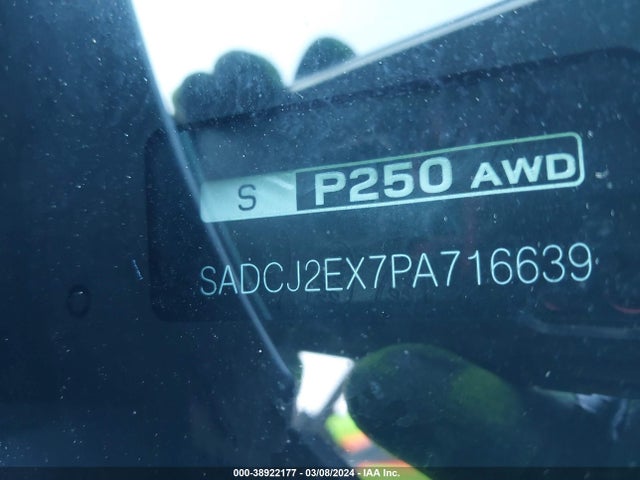 S P250 AWD
SADCJ2EX7PA716639
000-38922177 - 03/08/2024 - IAA Inc.